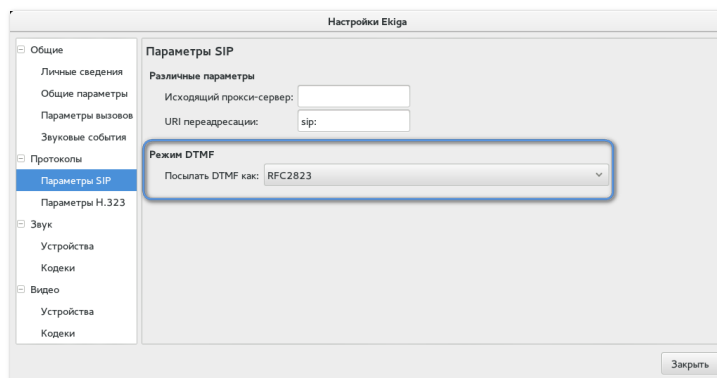 Настройки Ekiga
Общие
Личные сведения
Общие параметры
Параметры вызовов
Звуковые события
Протоколы
Параметры SIP
Параметры H.323
Звук
Устройства
Кодеки
Видео
Устройства
Кодеки
Параметры SIP
Различные параметры
Исходящий прокси-сервер:
URI переадресации: sip:
Режим DTMF
Посылать DTMF как: RFC2823
Закрыть